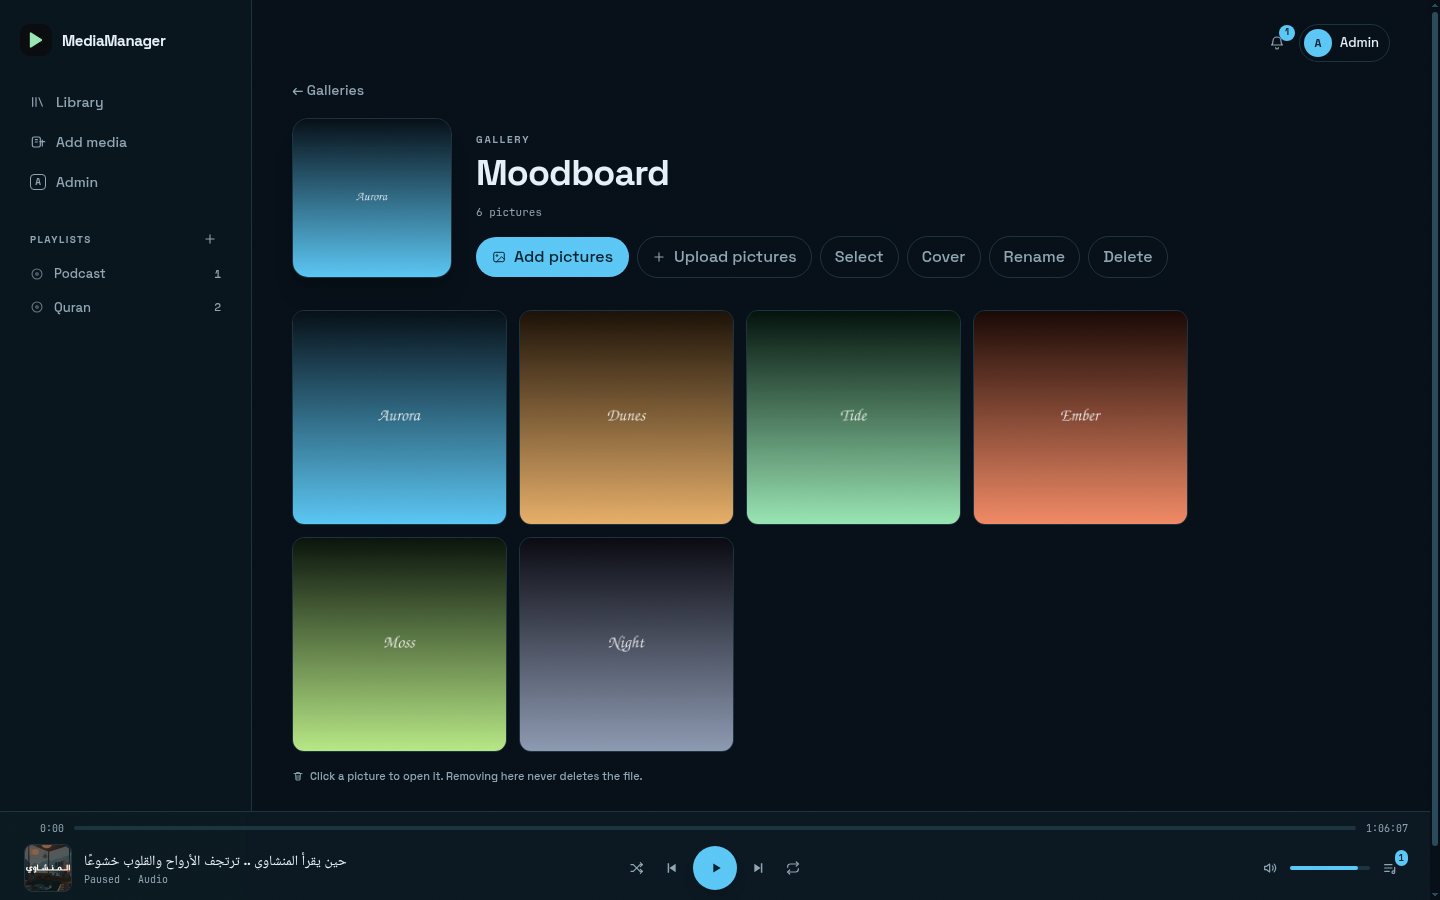 MediaManager
1
A
Admin
Library
Add media
A
Admin
PLAYLISTS
Podcast
1
Quran
2
← Galleries
Aurora
GALLERY
Moodboard
6 pictures
Add pictures
Upload pictures
Select
Cover
Rename
Delete
Aurora
Dunes
Tide
Ember
Moss
Night
Click a picture to open it. Removing here never deletes the file.
0:00
1:06:07
المنشاوي
حين يقرأ المنشاوى .. ترتجف الأرواح والقلوب خشوعًا
Paused · Audio
1